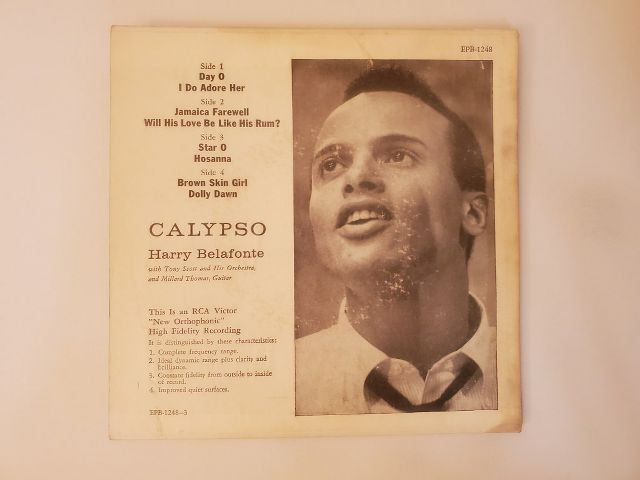 EPB-1248
Side 1
Day O
I Do Adore Her
Side 2
Jamaica Farewell
Will His Love Be Like His Rum?
Side 3
Star O
Hosanna
Side 4
Brown Skin Girl
Dolly Dawn
CALYPSO
Harry Belafonte
with Tony Scott and His Orchestra,
and Millard Thomas, Guitar
This Is an RCA Victor
"New Orthophonic"
High Fidelity Recording
It is distinguished by these characteristics:
1. Complete frequency range.
2. Ideal dynamic range plus clarity and
brilliance.
3. Constant fidelity from outside to inside
of record.
4. Improved quiet surfaces.
EPB-1248-3